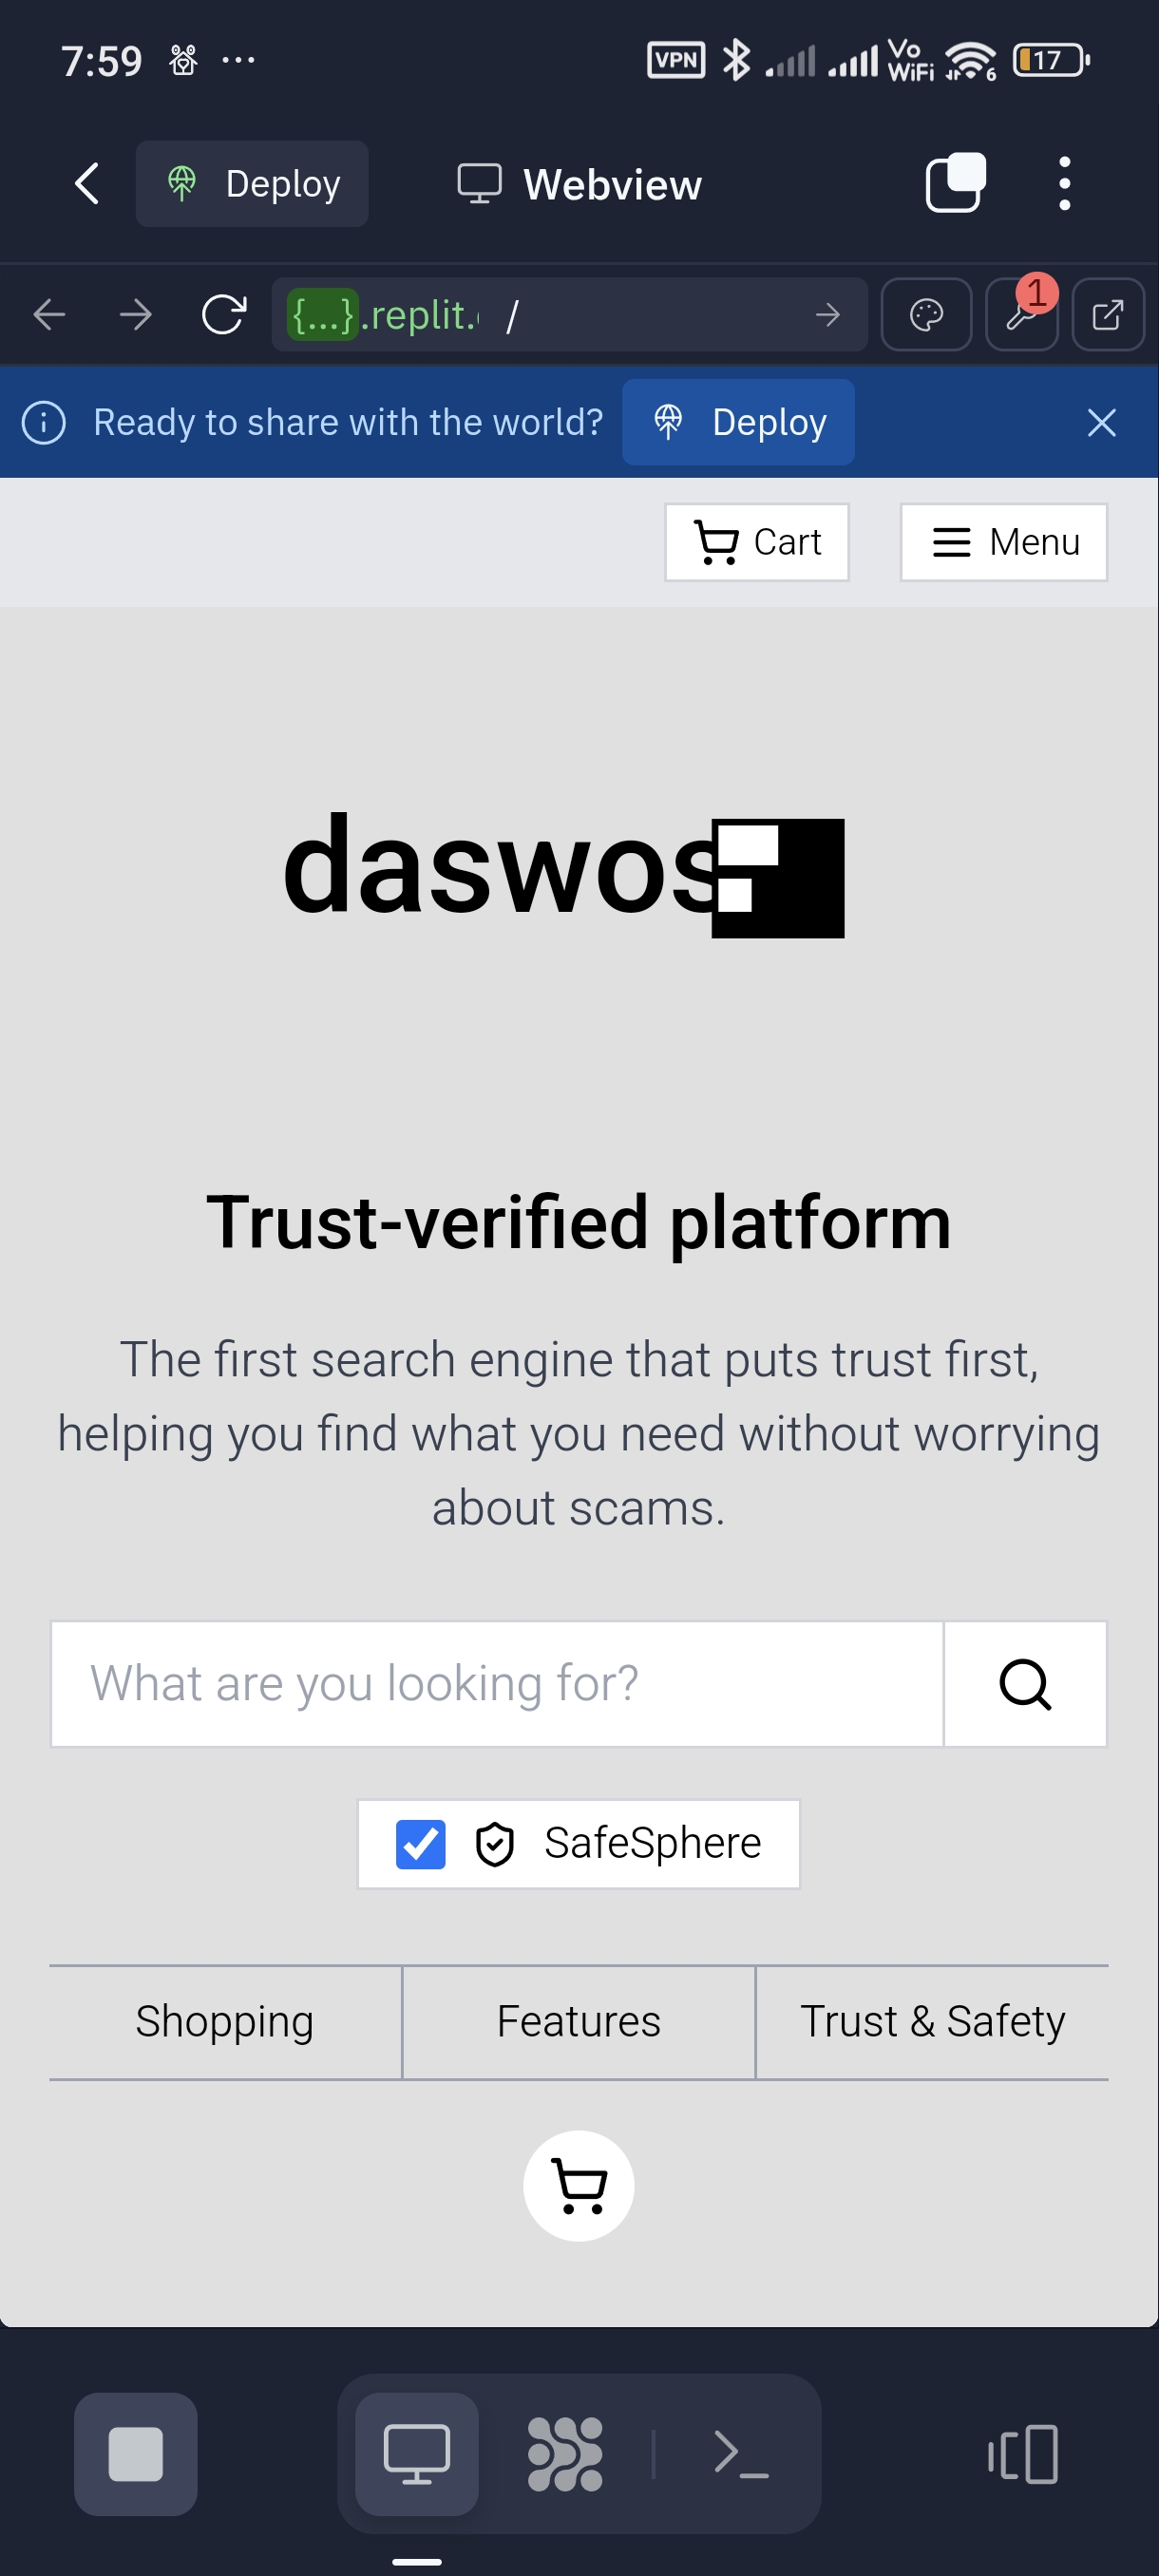 7:59
VPN
Vo
WiFi
6
17
Deploy
Webview
{...}.replit.
/
1
Ready to share with the world?
Deploy
Cart
Menu
daswos
Trust-verified platform
The first search engine that puts trust first,
helping you find what you need without worrying
about scams.
What are you looking for?
SafeSphere
Shopping
Features
Trust & Safety